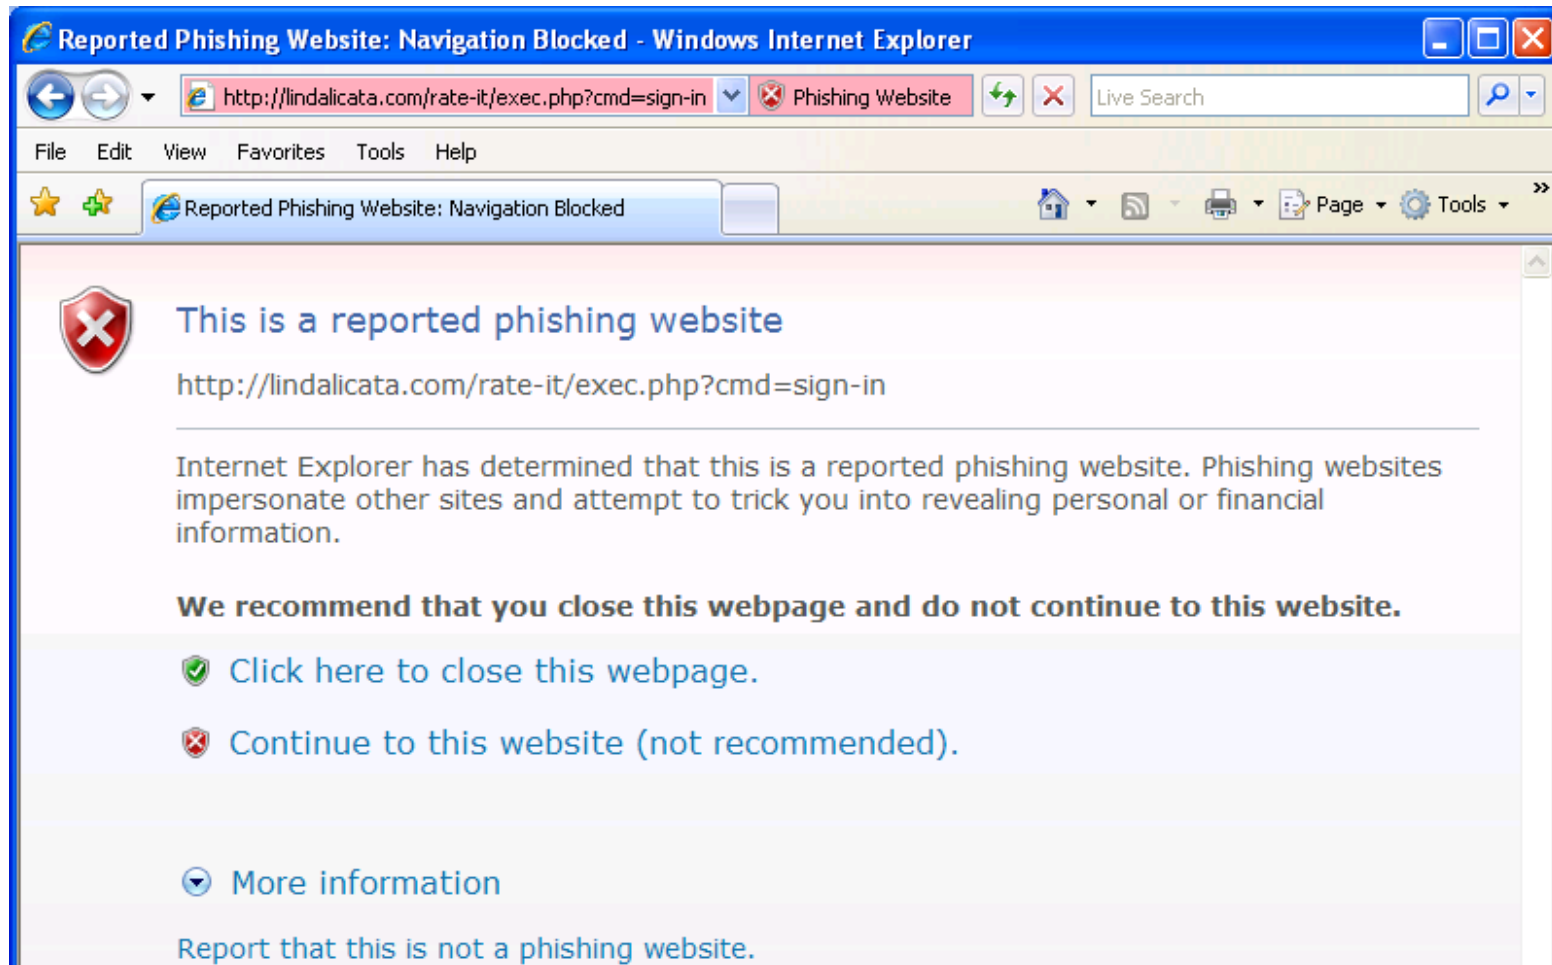 Reported Phishing Website: Navigation Blocked - Windows Internet Explorer
http://lindalicata.com/rate-it/exec.php?cmd=sign-in Phishing Website Live Search
File Edit View Favorites Tools Help
Reported Phishing Website: Navigation Blocked Page Tools »
This is a reported phishing website
http://lindalicata.com/rate-it/exec.php?cmd=sign-in
Internet Explorer has determined that this is a reported phishing website. Phishing websites
impersonate other sites and attempt to trick you into revealing personal or financial
information.
We recommend that you close this webpage and do not continue to this website.
Click here to close this webpage.
Continue to this website (not recommended).
More information
Report that this is not a phishing website.